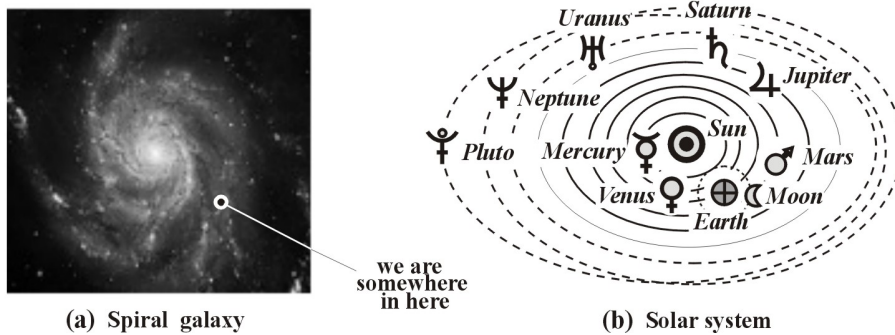 we are
somewhere
in here
(a) Spiral galaxy
Uranus
Saturn
Jupiter
Neptune
Sun
Pluto
Mercury
Mars
Venus
Moon
Earth
(b) Solar system